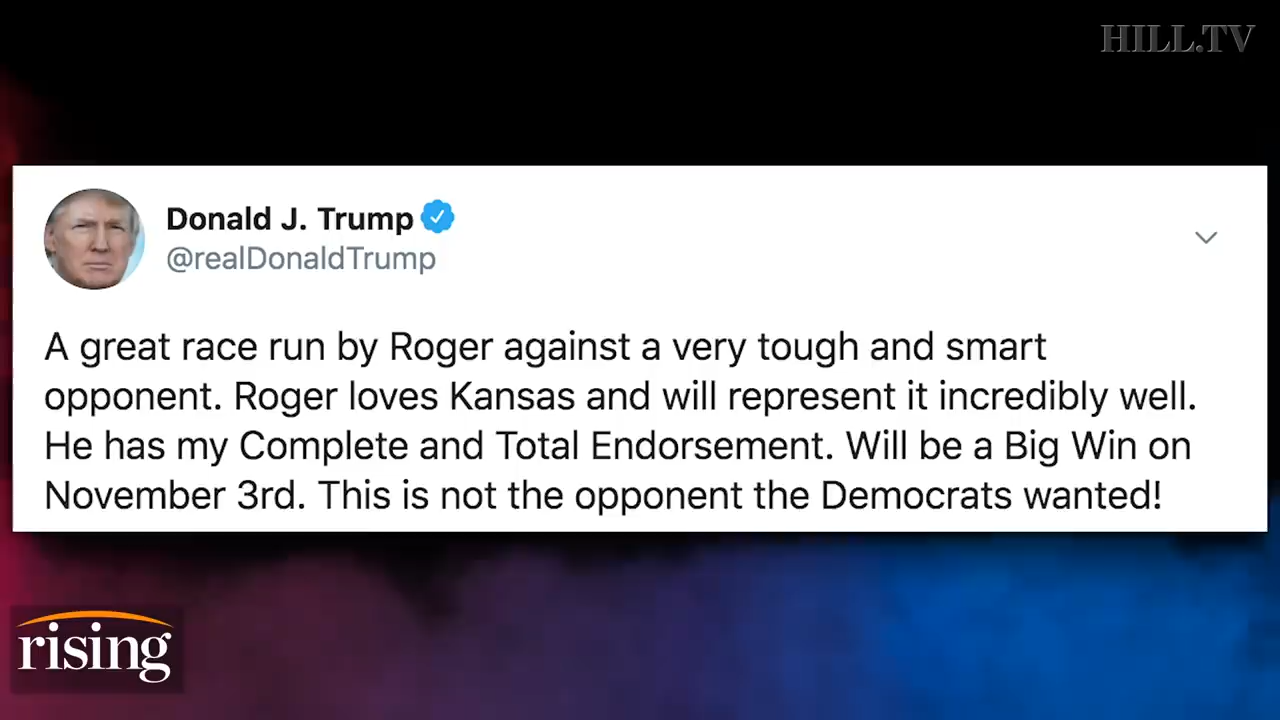 HILL.TV
Donald J. Trump
@realDonaldTrump
A great race run by Roger against a very tough and smart
opponent. Roger loves Kansas and will represent it incredibly well.
He has my Complete and Total Endorsement. Will be a Big Win on
November 3rd. This is not the opponent the Democrats wanted!
rising